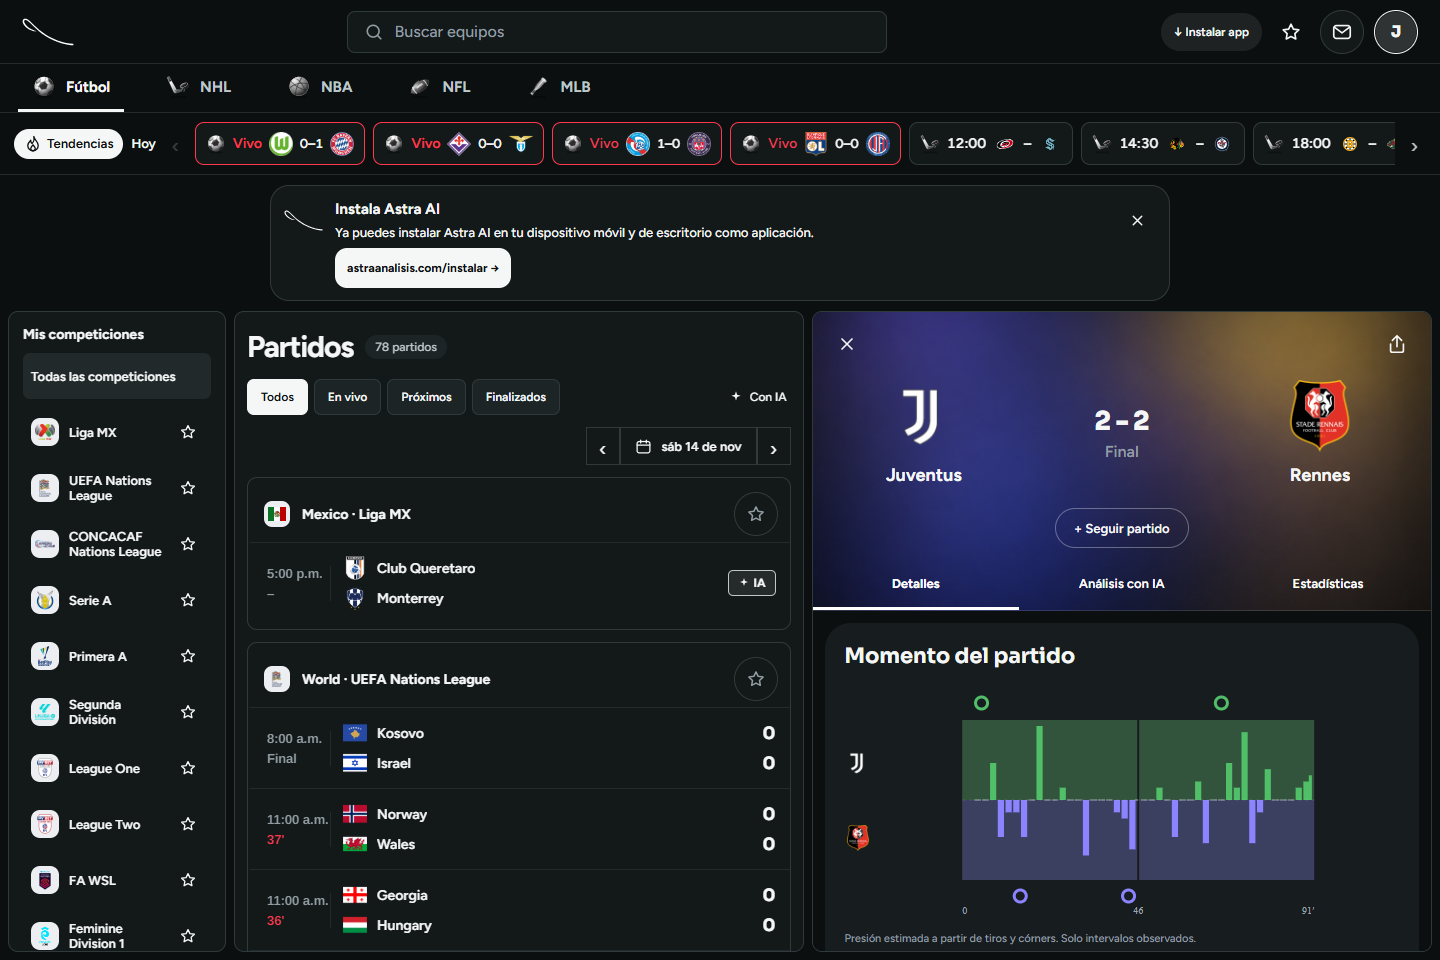 Buscar equipos
↓ Instalar app
J
Fútbol
NHL
NBA
NFL
MLB
Tendencias
Hoy
Vivo 0–1
Vivo 0–0
Vivo 1–0
Vivo 0–0
12:00 –
14:30 –
18:00 –
Instala Astra AI
Ya puedes instalar Astra AI en tu dispositivo móvil y de escritorio como aplicación.
astraanalisis.com/instalar →
Mis competiciones
Todas las competiciones
Liga MX
UEFA Nations
League
CONCACAF
Nations League
Serie A
Primera A
Segunda
División
League One
League Two
FA WSL
Feminine
Division 1
Partidos
78 partidos
Todos
En vivo
Próximos
Finalizados
Con IA
sáb 14 de nov
Mexico · Liga MX
5:00 p.m.
–
Club Queretaro
Monterrey
IA
World · UEFA Nations League
8:00 a.m.
Final
Kosovo 0
Israel 0
11:00 a.m.
37'
Norway 0
Wales 0
11:00 a.m.
36'
Georgia 0
Hungary 0
2 - 2
Final
Juventus
STADE RENNAIS
Rennes
+ Seguir partido
Detalles
Análisis con IA
Estadísticas
Momento del partido
0
46
91'
Presión estimada a partir de tiros y córners. Solo intervalos observados.